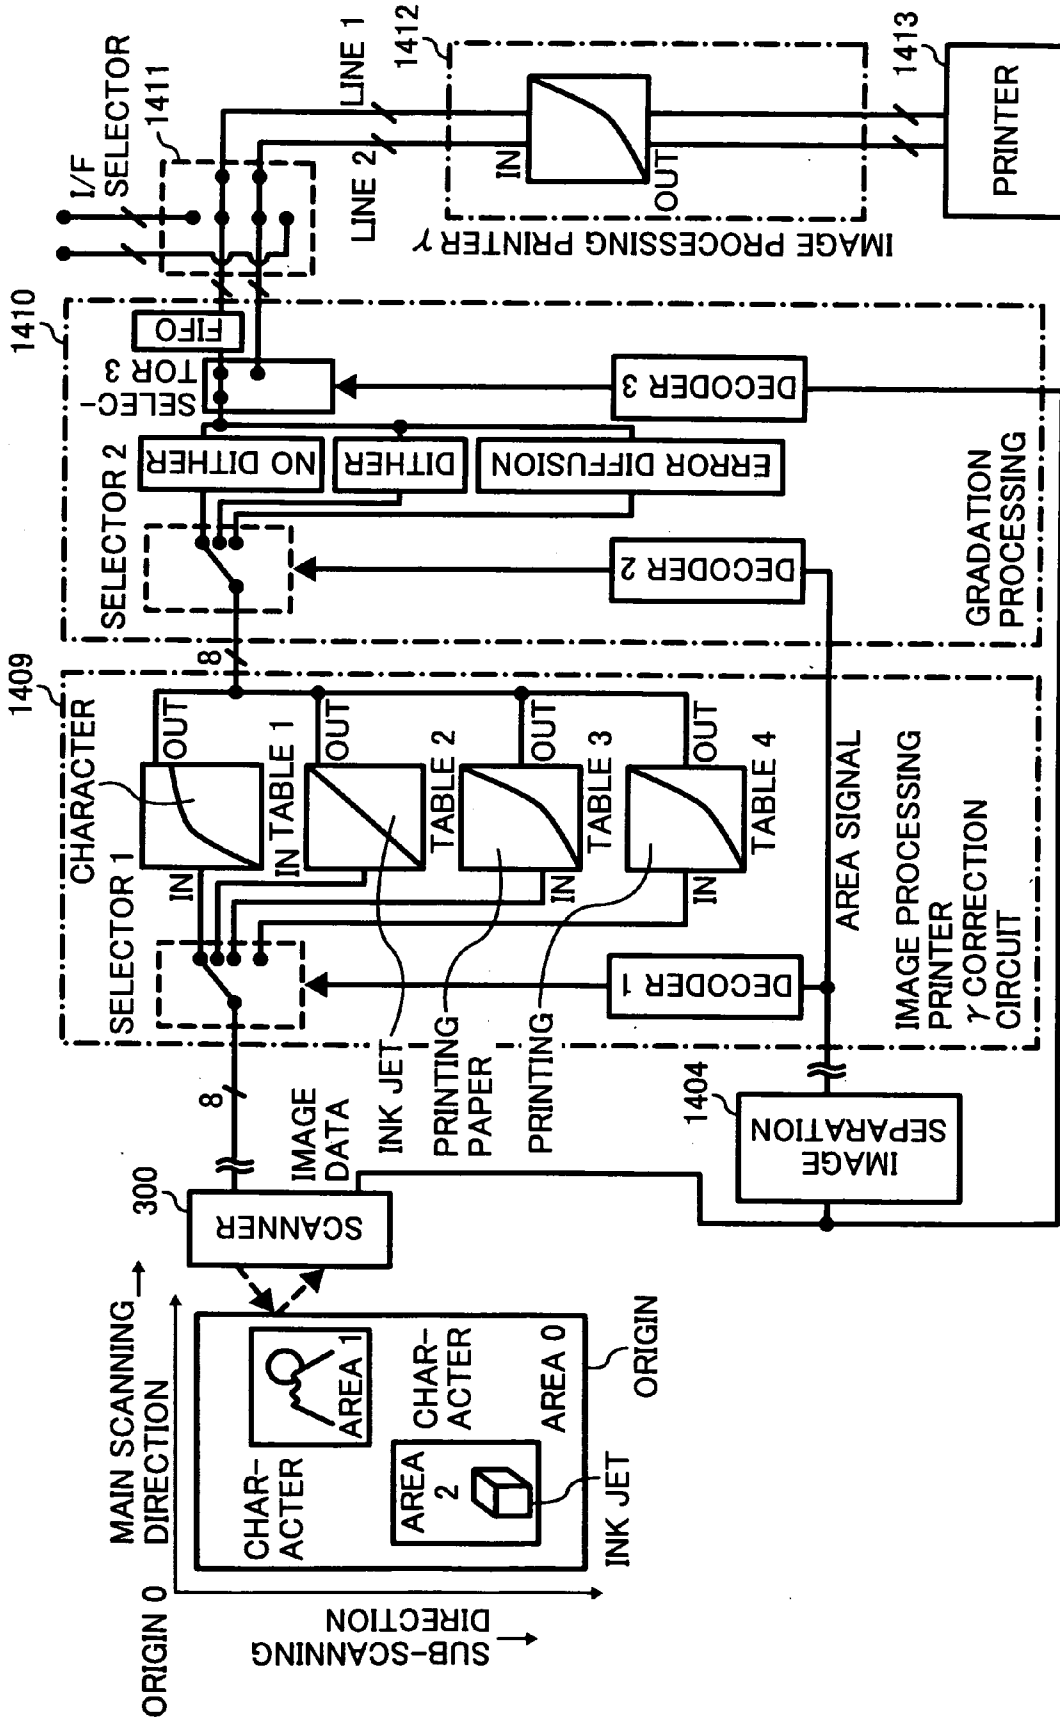 ORIGIN 0
MAIN SCANNING
DIRECTION
SUB-SCANNING
DIRECTION
CHAR-
ACTER
AREA 1
AREA
2
CHAR-
ACTER
AREA 0
ORIGIN
INK JET
300
SCANNER
8
IMAGE
DATA
1404
IMAGE
SEPARATION
1409
SELECTOR 1
CHARACTER
IN
OUT
TABLE 1
IN
OUT
TABLE 2
IN
OUT
TABLE 3
IN
OUT
TABLE 4
INK JET
PRINTING
PAPER
PRINTING
DECODER 1
AREA SIGNAL
IMAGE PROCESSING
PRINTER
γ CORRECTION
CIRCUIT
8
1410
SELECTOR 2
NO DITHER
DITHER
ERROR DIFFUSION
DECODER 2
SELEC-
TOR 3
FIFO
DECODER 3
GRADATION
PROCESSING
I/F
SELECTOR
1411
LINE 2
LINE 1
1412
IN
OUT
IMAGE PROCESSING PRINTER γ
1413
PRINTER